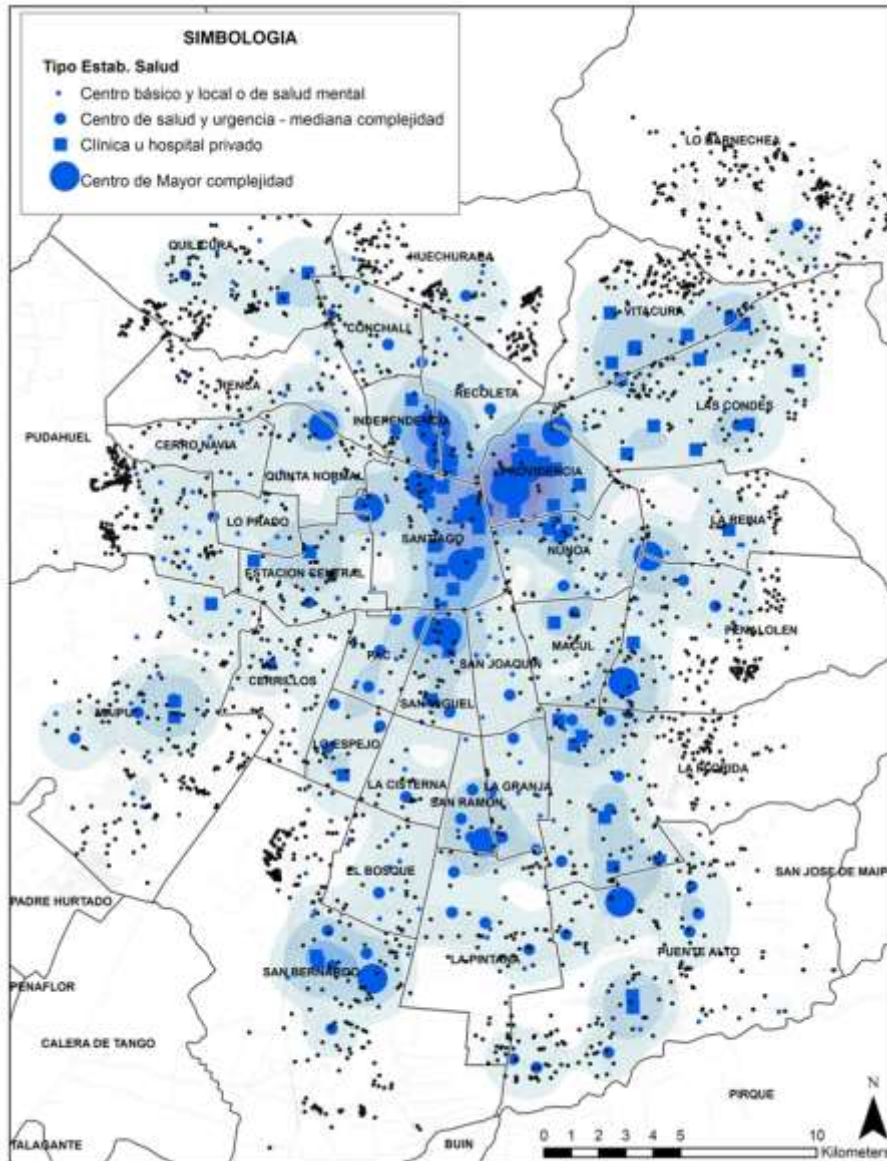 SIMBOLOGIA
Tipo Estab. Salud
Centro básico y local o de salud mental
Centro de salud y urgencia - mediana complejidad
Clínica u hospital privado
Centro de Mayor complejidad
LO BARNECHEA
QUILICURA
HUECHURABA
VITACURA
CONCHALI
RENCA
RECOLETA
LAS CONDES
INDEPENDENCIA
PUDAHUEL
CERRO NAVIA
QUINTA NORMAL
PROVIDENCIA
LO PRADO
LA REINA
SANTIAGO
ÑUÑOA
ESTACION CENTRAL
PEÑALOLEN
MACUL
PAC
SAN JOAQUIN
CERRILLOS
SAN MIGUEL
MAIPU
LO ESPEJO
LA FLORIDA
LA CISTERNA
LA GRANJA
SAN RAMON
EL BOSQUE
SAN JOSE DE MAIP
PADRE HURTADO
PUENTE ALTO
LA PINTANA
SAN BERNARDO
PEÑAFLOR
CALERA DE TANGO
PIRQUE
N
TALAGANTE
BUIN
0 1 2 3 4 5 10
Kilometers